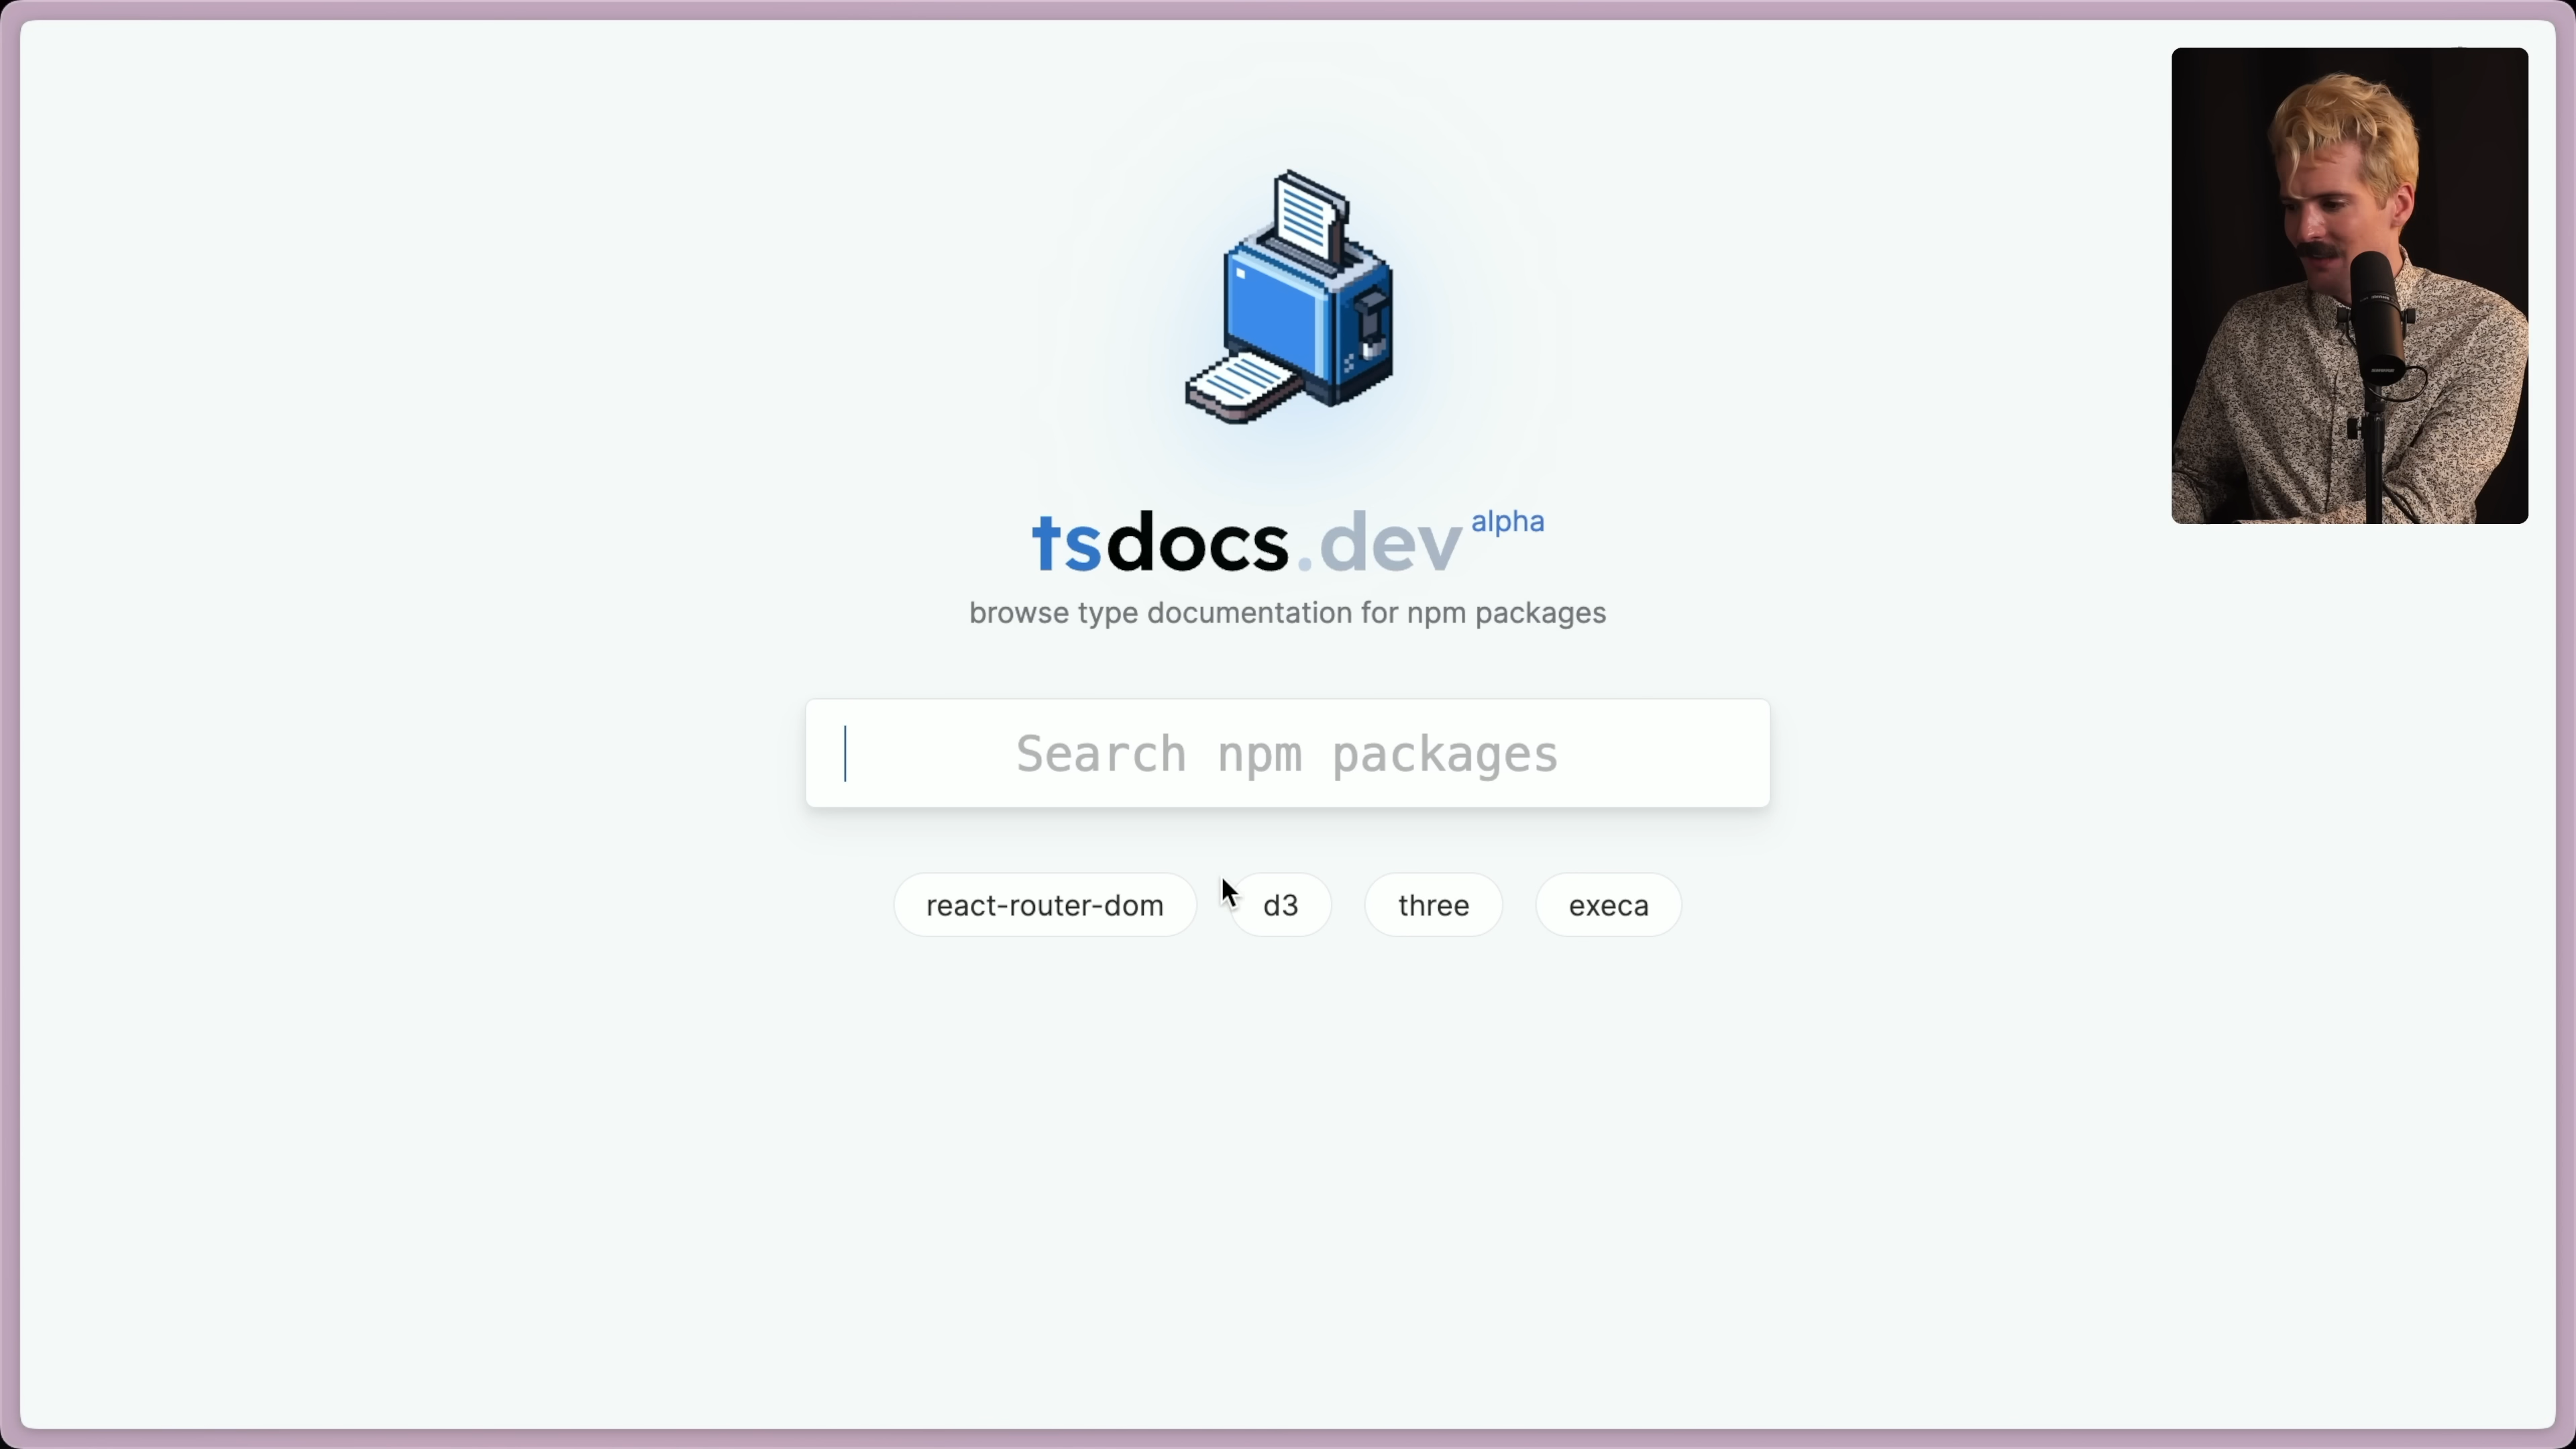 tsdocs.dev alpha
browse type documentation for npm packages
Search npm packages
react-router-dom
d3
three
execa